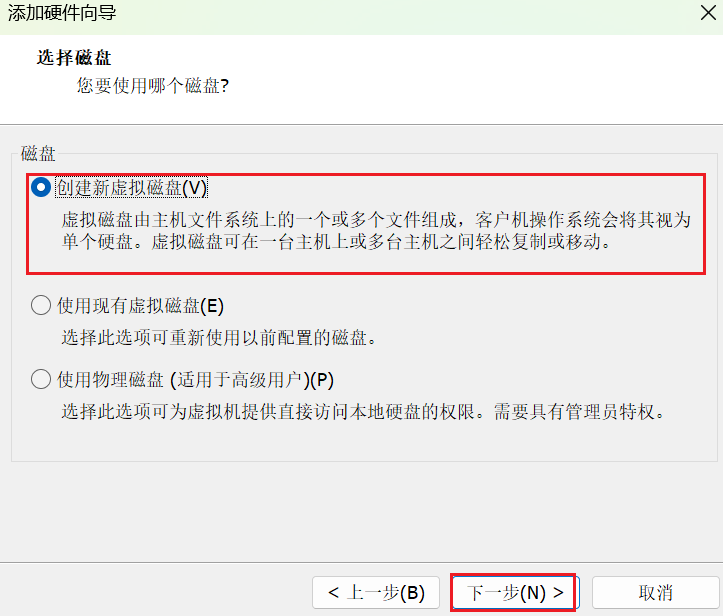 添加硬件向导
选择磁盘
您要使用哪个磁盘?
磁盘
创建新虚拟磁盘(V)
虚拟磁盘由主机文件系统上的一个或多个文件组成，客户机操作系统会将其视为
单个硬盘。虚拟磁盘可在一台主机上或多台主机之间轻松复制或移动。
使用现有虚拟磁盘(E)
选择此选项可重新使用以前配置的磁盘。
使用物理磁盘 (适用于高级用户)(P)
选择此选项可为虚拟机提供直接访问本地硬盘的权限。需要具有管理员特权。
< 上一步(B) 下一步(N) > 取消